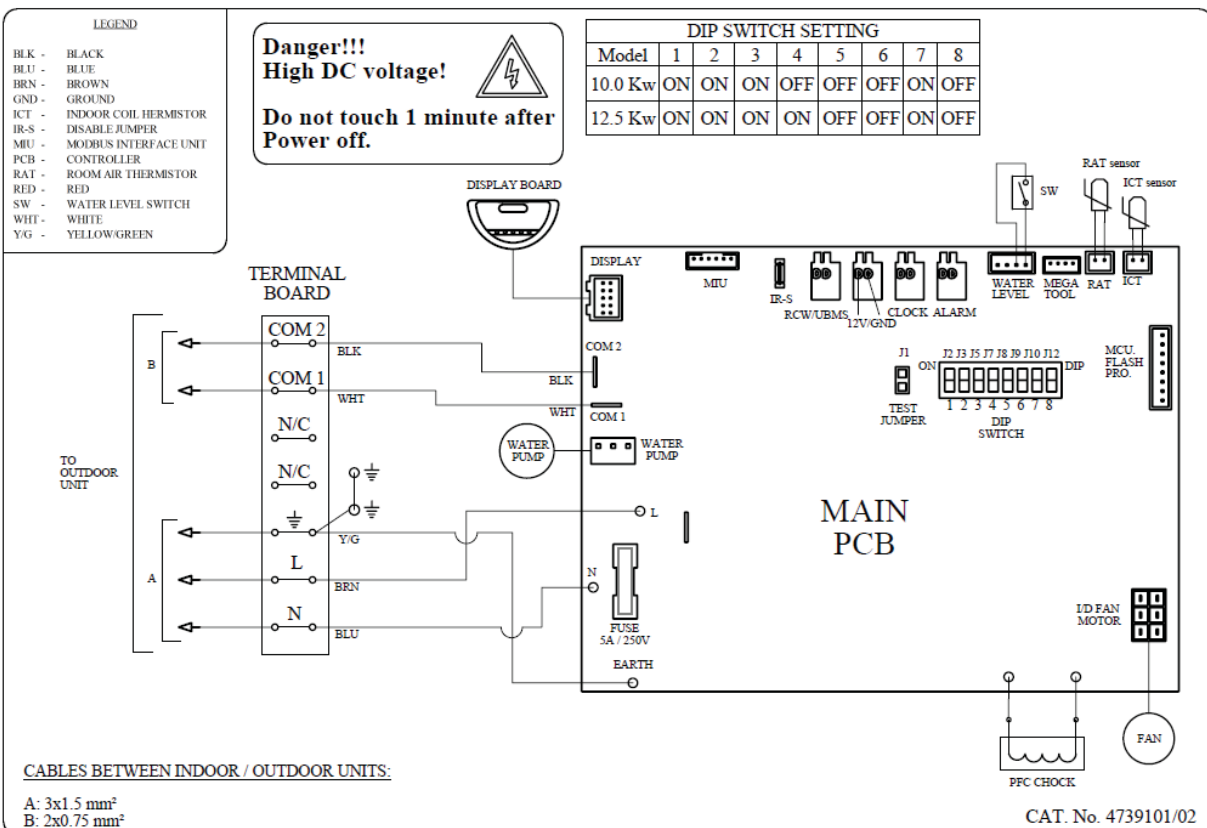 LEGEND
BLK - BLACK
BLU - BLUE
BRN - BROWN
GND - GROUND
ICT - INDOOR COIL HERMISTOR
IR-S - DISABLE JUMPER
MIU - MODBUS INTERFACE UNIT
PCB - CONTROLLER
RAT - ROOM AIR THERMISTOR
RED - RED
SW - WATER LEVEL SWITCH
WHT - WHITE
Y/G - YELLOW/GREEN
Danger!!!
High DC voltage!
Do not touch 1 minute after
Power off.
DIP SWITCH SETTING
Model 1 2 3 4 5 6 7 8
10.0 Kw ON ON ON OFF OFF OFF ON OFF
12.5 Kw ON ON ON ON OFF OFF ON OFF
DISPLAY BOARD
RAT sensor
ICT sensor
SW
TERMINAL
BOARD
COM 2
COM 1
N/C
N/C
L
N
BLK
WHT
Y/G
BRN
BLU
B
A
TO
OUTDOOR
UNIT
DISPLAY
MIU
IR-S
RCW/UBMS
12V/GND
CLOCK
ALARM
WATER
LEVEL
MEGA
TOOL
RAT
ICT
COM 2
BLK
WHT
COM 1
WATER
PUMP
WATER
PUMP
J1
TEST
JUMPER
ON
J2 J3 J5 J7 J8 J9 J10 J12
DIP
1 2 3 4 5 6 7 8
DIP
SWITCH
MCU.
FLASH
PRO.
L
N
FUSE
5A / 250V
EARTH
MAIN
PCB
I/D FAN
MOTOR
FAN
PFC CHOCK
CABLES BETWEEN INDOOR / OUTDOOR UNITS:
A: 3x1.5 mm²
B: 2x0.75 mm²
CAT. No. 4739101/02